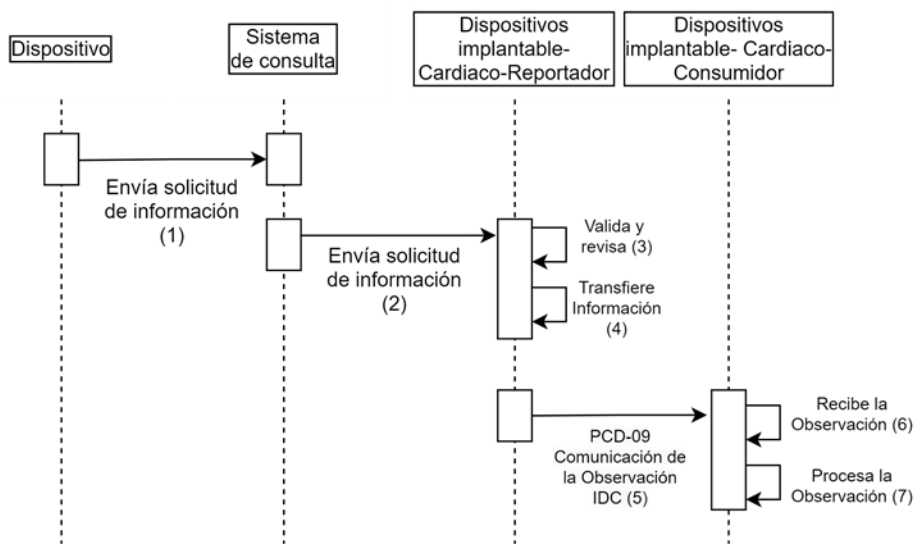 Dispositivo
Sistema
de consulta
Dispositivos
implantable-
Cardiaco-Reportador
Dispositivos
implantable- Cardiaco-
Consumidor
Envía solicitud
de información
(1)
Envía solicitud
de información
(2)
Valida y
revisa (3)
Transfiere
Información
(4)
PCD-09
Comunicación de
la Observación
IDC (5)
Recibe la
Observación (6)
Procesa la
Observación (7)